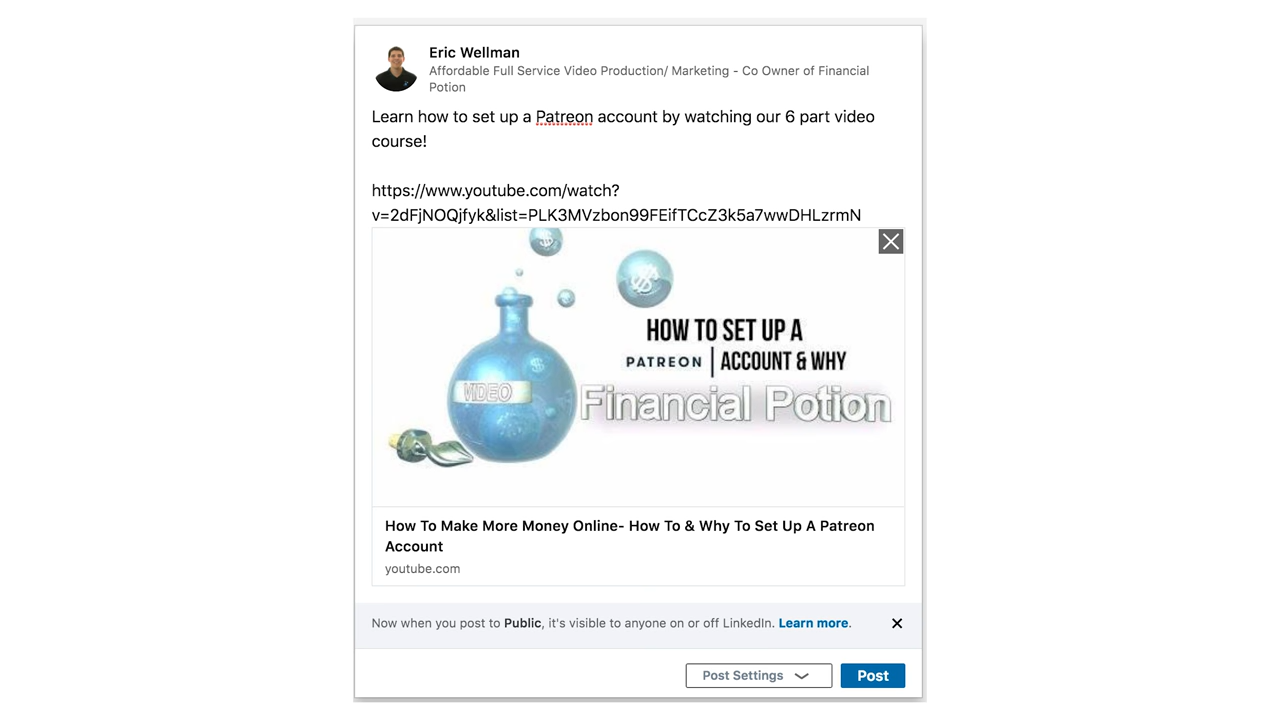 Eric Wellman
Affordable Full Service Video Production/ Marketing - Co Owner of Financial
Potion
Learn how to set up a Patreon account by watching our 6 part video
course!
https://www.youtube.com/watch?
v=2dFjNOQjfyk&list=PLK3MVzbon99FEifTCcZ3k5a7wwDHLzrmN
$
$
$
HOW TO SET UP A
PATREON | ACCOUNT & WHY
VIDEO
Financial Potion
How To Make More Money Online- How To & Why To Set Up A Patreon
Account
youtube.com
Now when you post to Public, it's visible to anyone on or off LinkedIn. Learn more.
Post Settings
Post